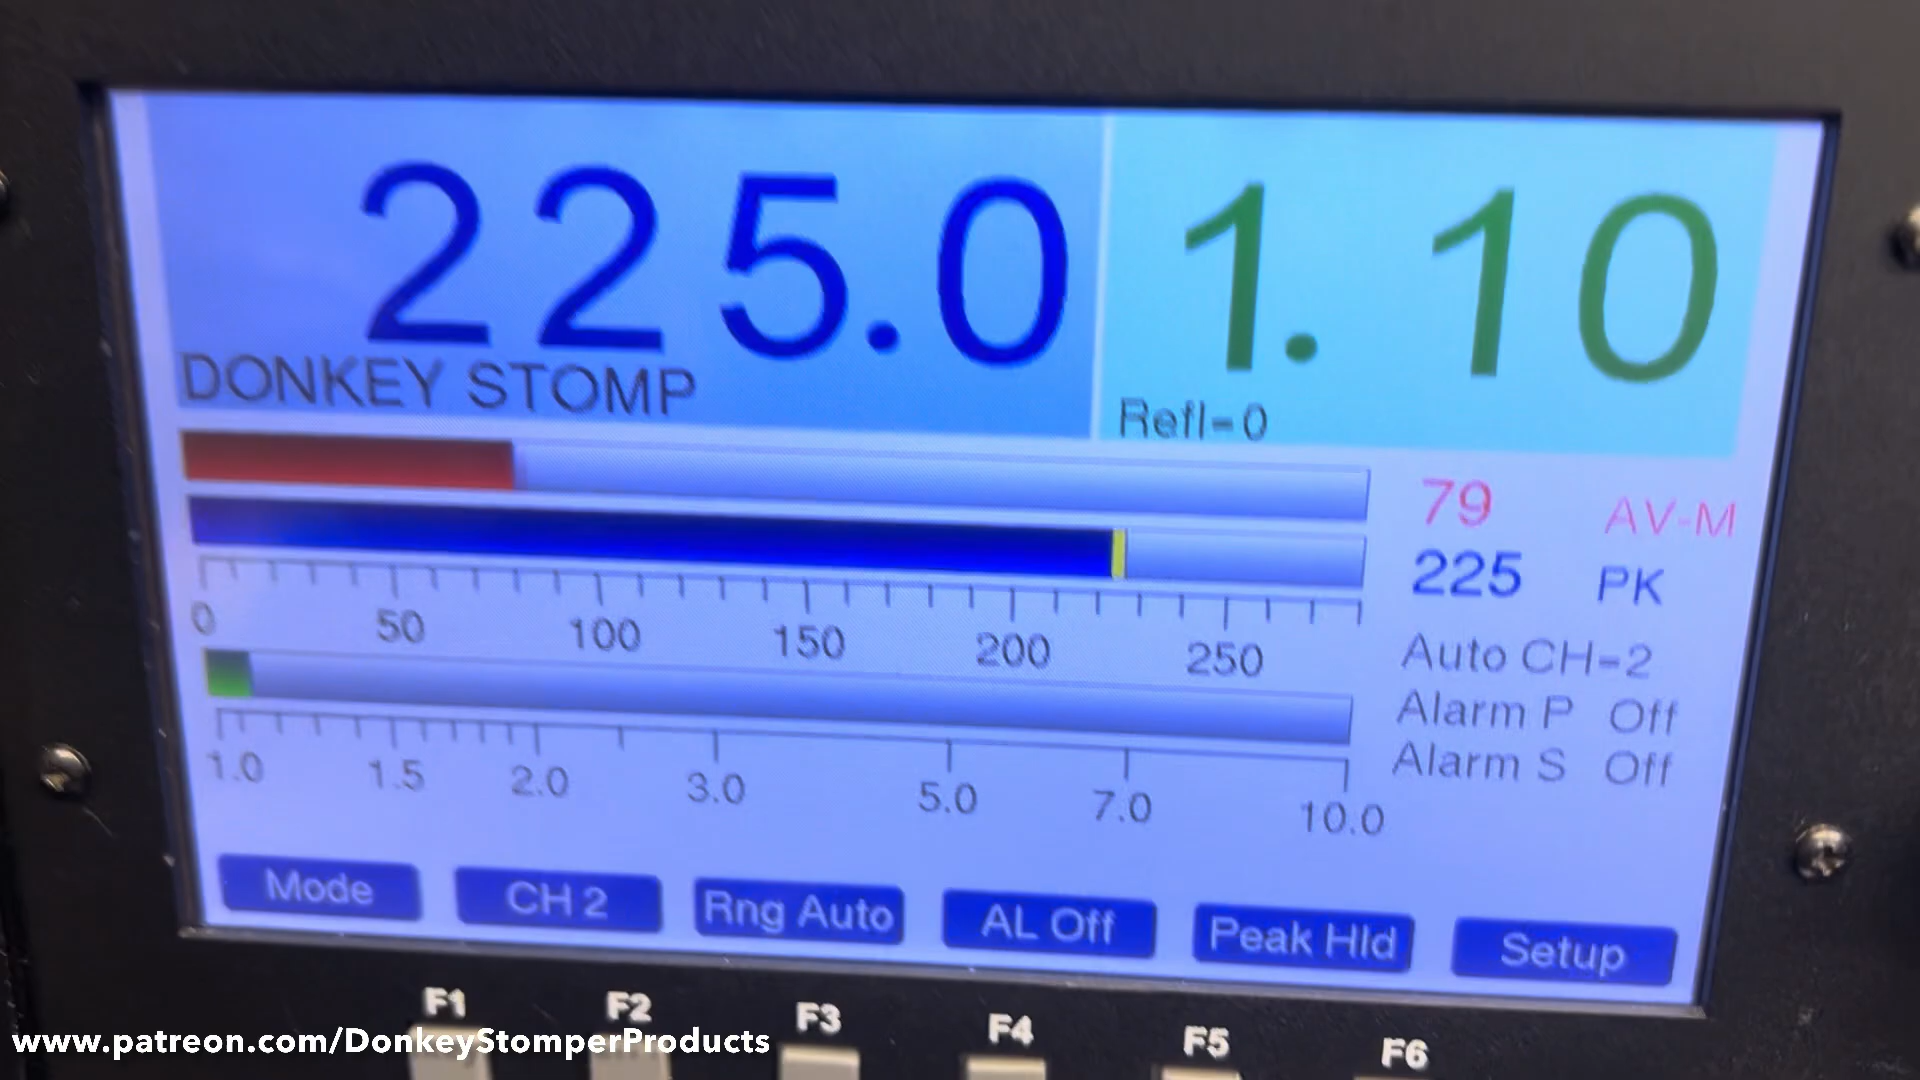 225.0 1.10
DONKEY STOMP
Refl-0
79 AV-M
225 PK
0 50 100 150 200 250
Auto CH-2
Alarm P Off
Alarm S Off
1.0 1.5 2.0 3.0 5.0 7.0 10.0
Mode CH 2 Rng Auto AL Off Peak Hld Setup
F1 F2 F3 F4 F5 F6
www.patreon.com/DonkeyStomperProducts